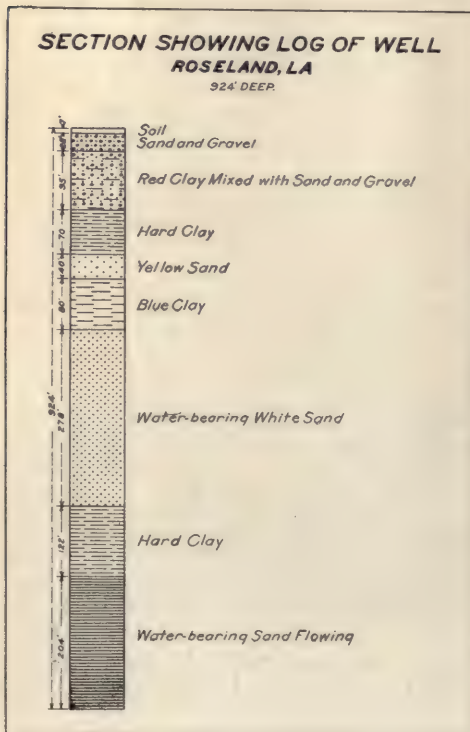 SECTION SHOWING LOG OF WELL
ROSELAND, LA
924' DEEP.
Soil
Sand and Gravel
95'
Red Clay Mixed with Sand and Gravel
70
Hard Clay
40'
Yellow Sand
80'
Blue Clay
924'
278'
Water-bearing White Sand
122'
Hard Clay
204'
Water-bearing Sand Flowing